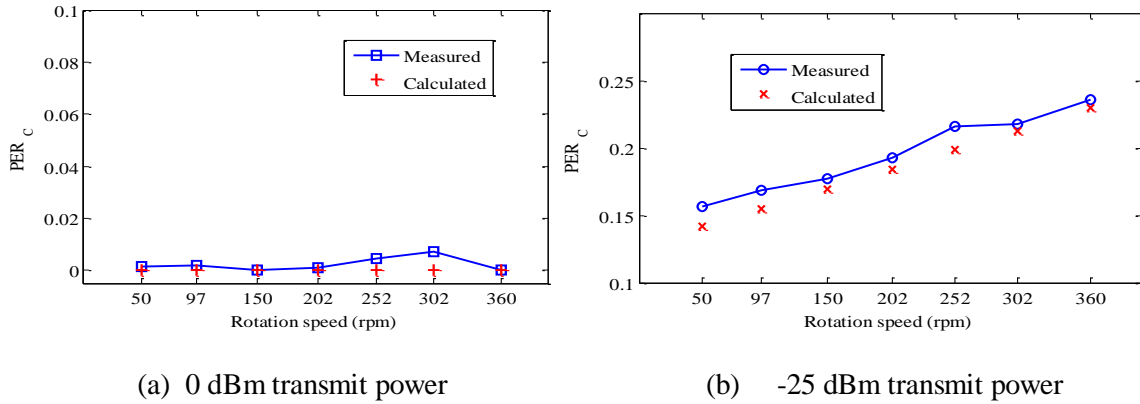 0.1
0.08
0.06
0.04
0.02
0
PER C
Measured
Calculated
50 97 150 202 252 302 360
Rotation speed (rpm)
(a) 0 dBm transmit power
0.25
0.2
0.15
0.1
PER C
Measured
Calculated
50 97 150 202 252 302 360
Rotation speed (rpm)
(b) -25 dBm transmit power